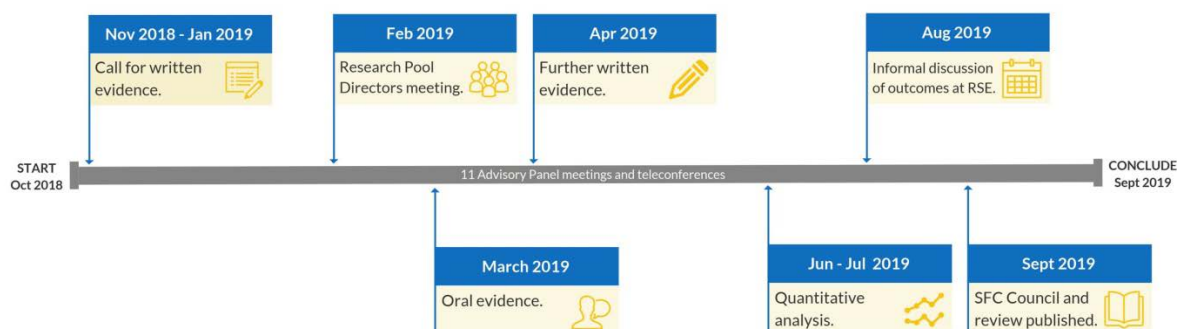 Nov 2018 - Jan 2019
Call for written
evidence.
Feb 2019
Research Pool
Directors meeting.
Apr 2019
Further written
evidence.
Aug 2019
Informal discussion
of outcomes at RSE.
START
Oct 2018
11 Advisory Panel meetings and teleconferences
CONCLUDE
Sept 2019
March 2019
Oral evidence.
Jun - Jul 2019
Quantitative
analysis.
Sept 2019
SFC Council and
review published.